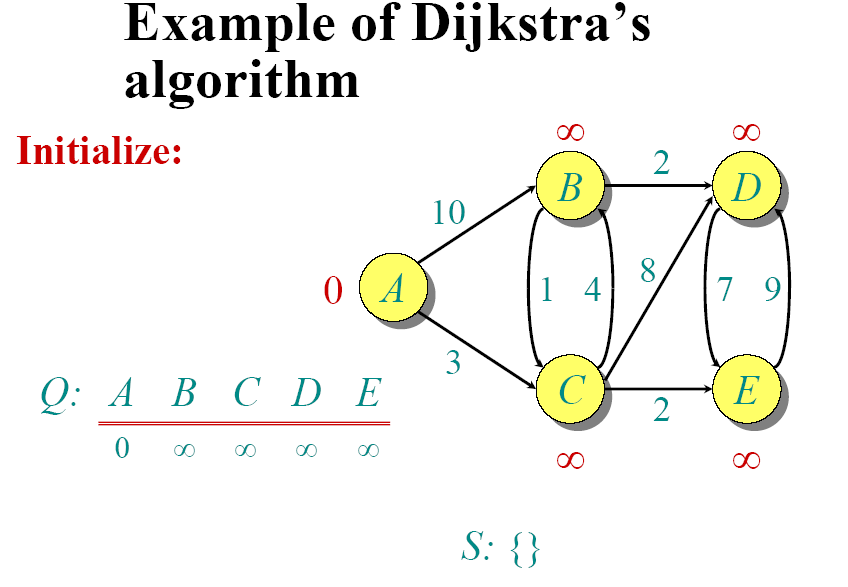 Example of Dijkstra's
algorithm
Initialize:
∞ ∞
2
B D
10
0 A
1 4 8 7 9
3
Q: A B C D E
C E
2
0 ∞ ∞ ∞ ∞
∞ ∞
S: {}